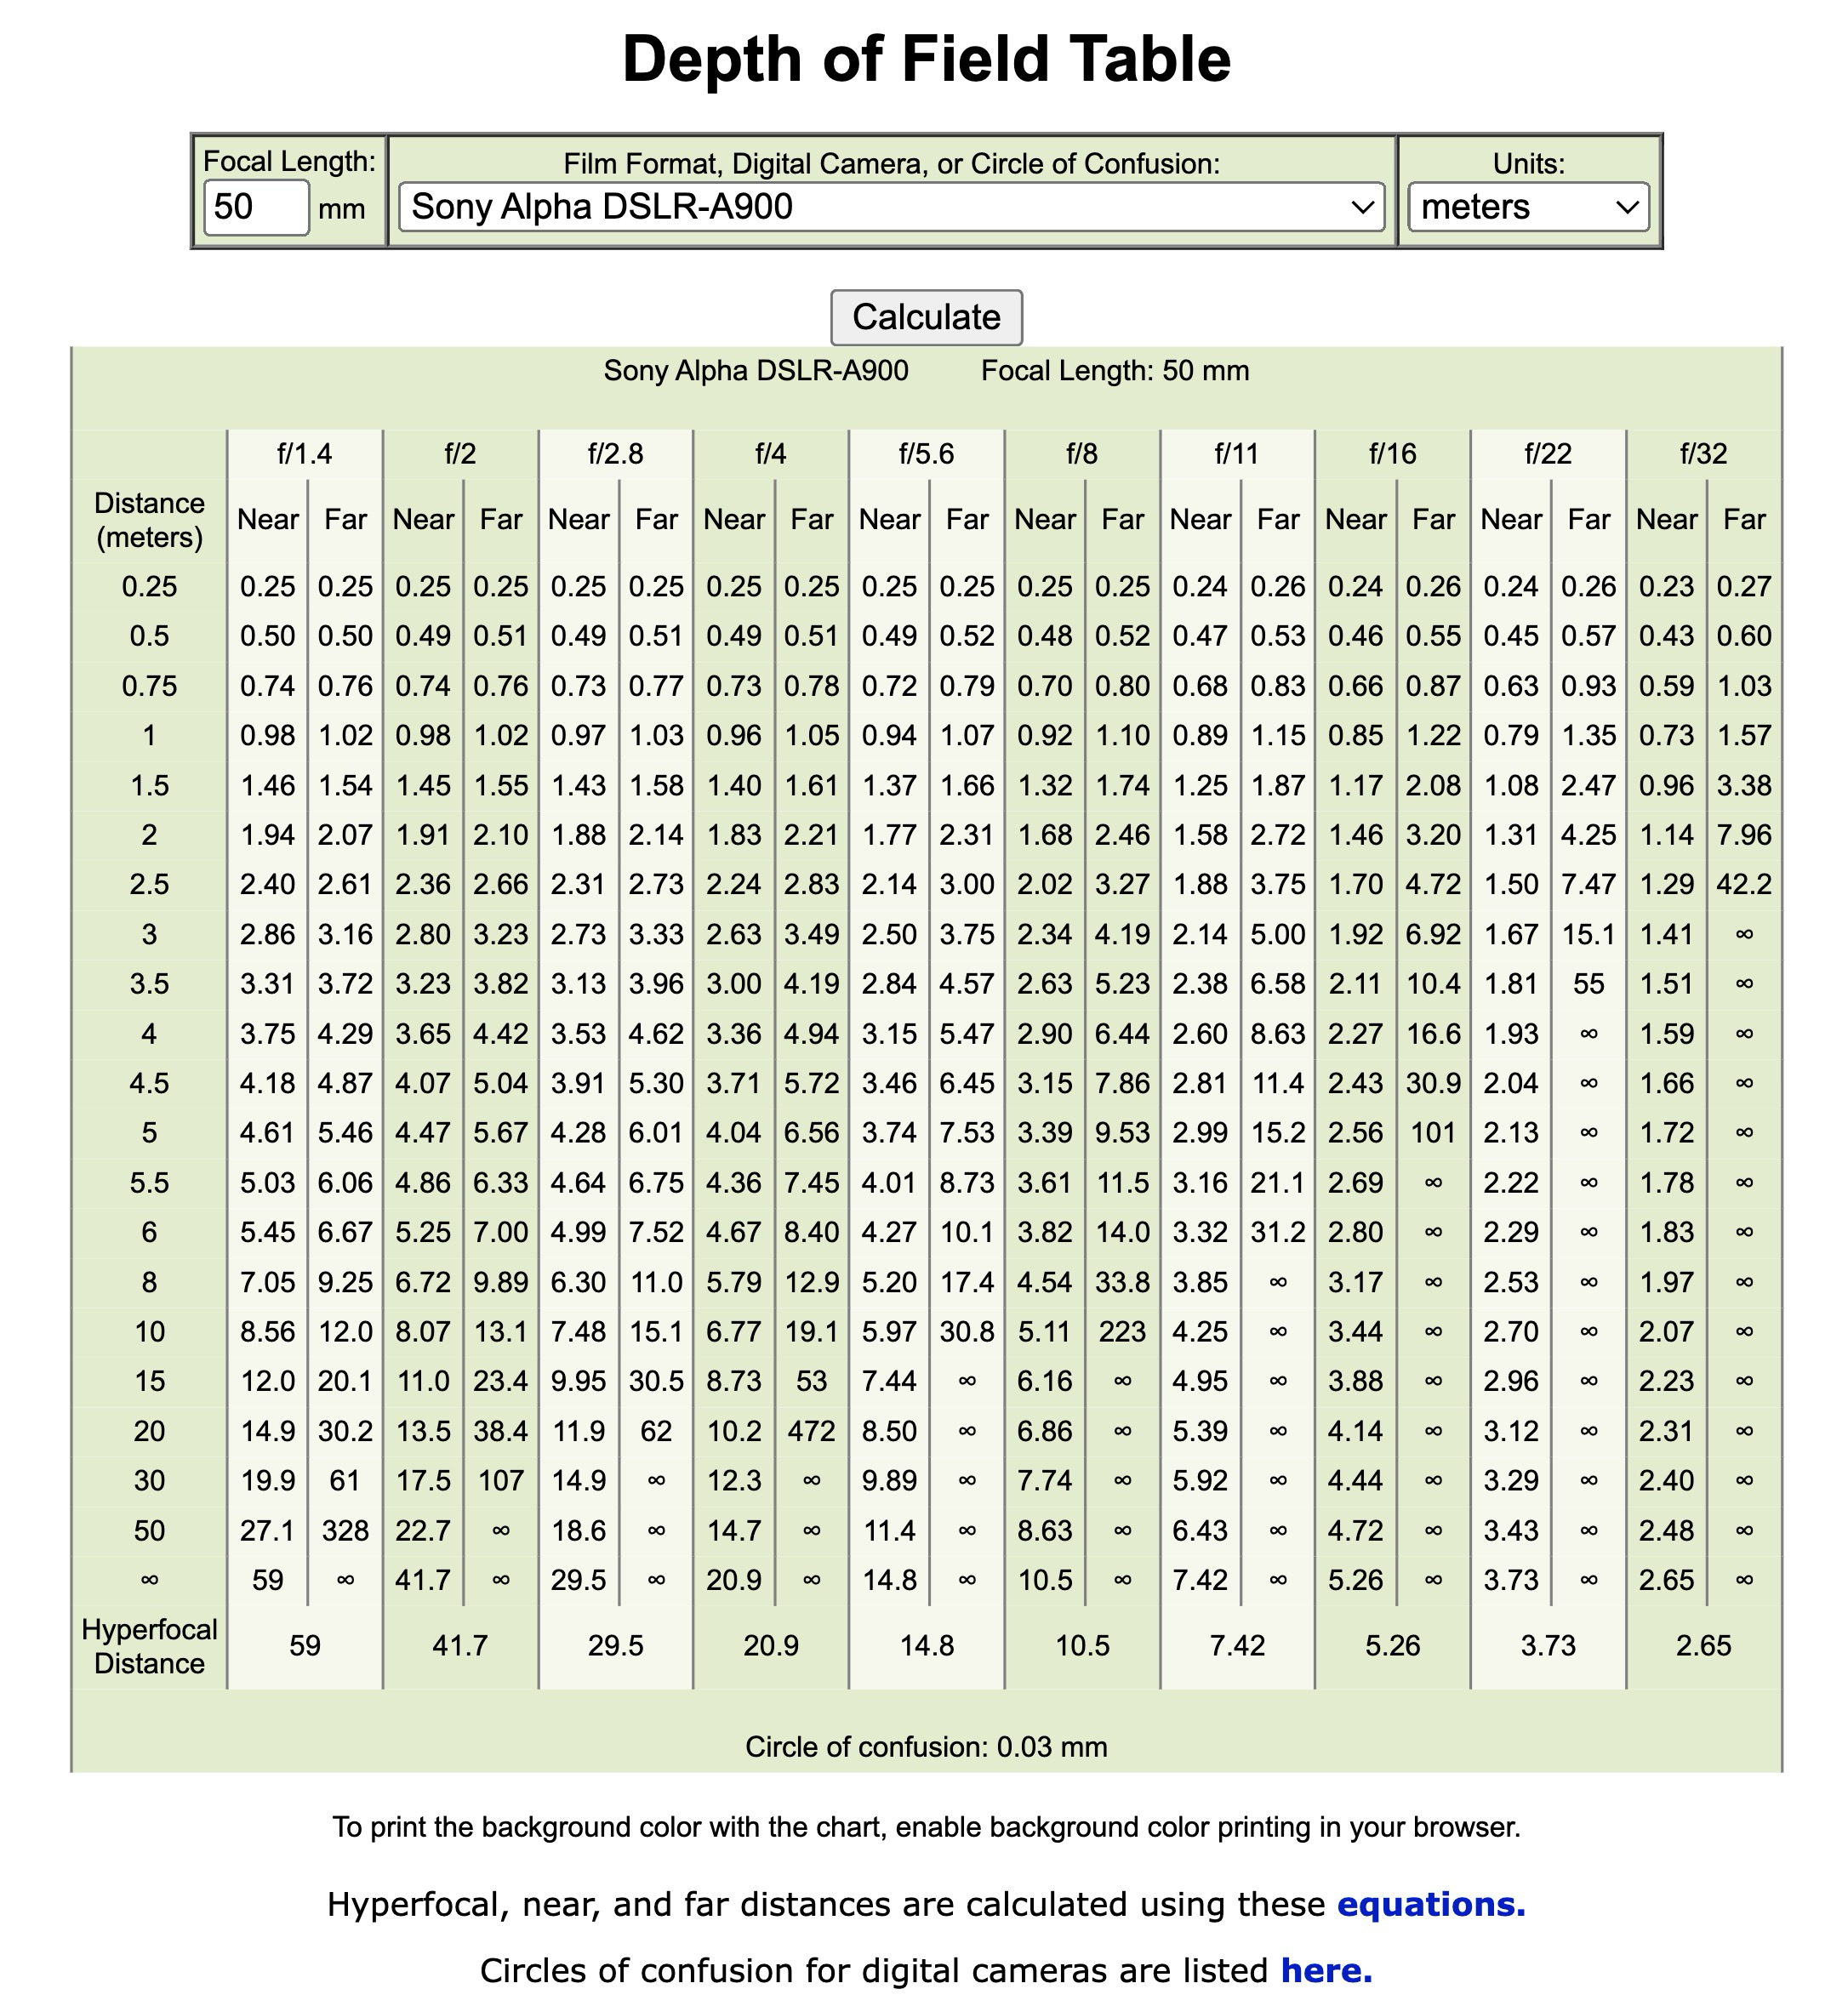 Depth of Field Table
Focal Length: Film Format, Digital Camera, or Circle of Confusion: Units:
50 mm Sony Alpha DSLR-A900 meters
Calculate
Sony Alpha DSLR-A900 Focal Length: 50 mm
f/1.4 f/2 f/2.8 f/4 f/5.6 f/8 f/11 f/16 f/22 f/32
Distance
(meters) Near Far Near Far Near Far Near Far Near Far Near Far Near Far Near Far Near Far Near Far
0.25 0.25 0.25 0.25 0.25 0.25 0.25 0.25 0.25 0.25 0.25 0.25 0.25 0.24 0.26 0.24 0.26 0.24 0.26 0.23 0.27
0.5 0.50 0.50 0.49 0.51 0.49 0.51 0.49 0.51 0.49 0.52 0.48 0.52 0.47 0.53 0.46 0.55 0.45 0.57 0.43 0.60
0.75 0.74 0.76 0.74 0.76 0.73 0.77 0.73 0.78 0.72 0.79 0.70 0.80 0.68 0.83 0.66 0.87 0.63 0.93 0.59 1.03
1 0.98 1.02 0.98 1.02 0.97 1.03 0.96 1.05 0.94 1.07 0.92 1.10 0.89 1.15 0.85 1.22 0.79 1.35 0.73 1.57
1.5 1.46 1.54 1.45 1.55 1.43 1.58 1.40 1.61 1.37 1.66 1.32 1.74 1.25 1.87 1.17 2.08 1.08 2.47 0.96 3.38
2 1.94 2.07 1.91 2.10 1.88 2.14 1.83 2.21 1.77 2.31 1.68 2.46 1.58 2.72 1.46 3.20 1.31 4.25 1.14 7.96
2.5 2.40 2.61 2.36 2.66 2.31 2.73 2.24 2.83 2.14 3.00 2.02 3.27 1.88 3.75 1.70 4.72 1.50 7.47 1.29 42.2
3 2.86 3.16 2.80 3.23 2.73 3.33 2.63 3.49 2.50 3.75 2.34 4.19 2.14 5.00 1.92 6.92 1.67 15.1 1.41 ∞
3.5 3.31 3.72 3.23 3.82 3.13 3.96 3.00 4.19 2.84 4.57 2.63 5.23 2.38 6.58 2.11 10.4 1.81 55 1.51 ∞
4 3.75 4.29 3.65 4.42 3.53 4.62 3.36 4.94 3.15 5.47 2.90 6.44 2.60 8.63 2.27 16.6 1.93 ∞ 1.59 ∞
4.5 4.18 4.87 4.07 5.04 3.91 5.30 3.71 5.72 3.46 6.45 3.15 7.86 2.81 11.4 2.43 30.9 2.04 ∞ 1.66 ∞
5 4.61 5.46 4.47 5.67 4.28 6.01 4.04 6.56 3.74 7.53 3.39 9.53 2.99 15.2 2.56 101 2.13 ∞ 1.72 ∞
5.5 5.03 6.06 4.86 6.33 4.64 6.75 4.36 7.45 4.01 8.73 3.61 11.5 3.16 21.1 2.69 ∞ 2.22 ∞ 1.78 ∞
6 5.45 6.67 5.25 7.00 4.99 7.52 4.67 8.40 4.27 10.1 3.82 14.0 3.32 31.2 2.80 ∞ 2.29 ∞ 1.83 ∞
8 7.05 9.25 6.72 9.89 6.30 11.0 5.79 12.9 5.20 17.4 4.54 33.8 3.85 ∞ 3.17 ∞ 2.53 ∞ 1.97 ∞
10 8.56 12.0 8.07 13.1 7.48 15.1 6.77 19.1 5.97 30.8 5.11 223 4.25 ∞ 3.44 ∞ 2.70 ∞ 2.07 ∞
15 12.0 20.1 11.0 23.4 9.95 30.5 8.73 53 7.44 ∞ 6.16 ∞ 4.95 ∞ 3.88 ∞ 2.96 ∞ 2.23 ∞
20 14.9 30.2 13.5 38.4 11.9 62 10.2 472 8.50 ∞ 6.86 ∞ 5.39 ∞ 4.14 ∞ 3.12 ∞ 2.31 ∞
30 19.9 61 17.5 107 14.9 ∞ 12.3 ∞ 9.89 ∞ 7.74 ∞ 5.92 ∞ 4.44 ∞ 3.29 ∞ 2.40 ∞
50 27.1 328 22.7 ∞ 18.6 ∞ 14.7 ∞ 11.4 ∞ 8.63 ∞ 6.43 ∞ 4.72 ∞ 3.43 ∞ 2.48 ∞
∞ 59 ∞ 41.7 ∞ 29.5 ∞ 20.9 ∞ 14.8 ∞ 10.5 ∞ 7.42 ∞ 5.26 ∞ 3.73 ∞ 2.65 ∞
Hyperfocal
Distance 59 41.7 29.5 20.9 14.8 10.5 7.42 5.26 3.73 2.65
Circle of confusion: 0.03 mm
To print the background color with the chart, enable background color printing in your browser.
Hyperfocal, near, and far distances are calculated using these equations.
Circles of confusion for digital cameras are listed here.